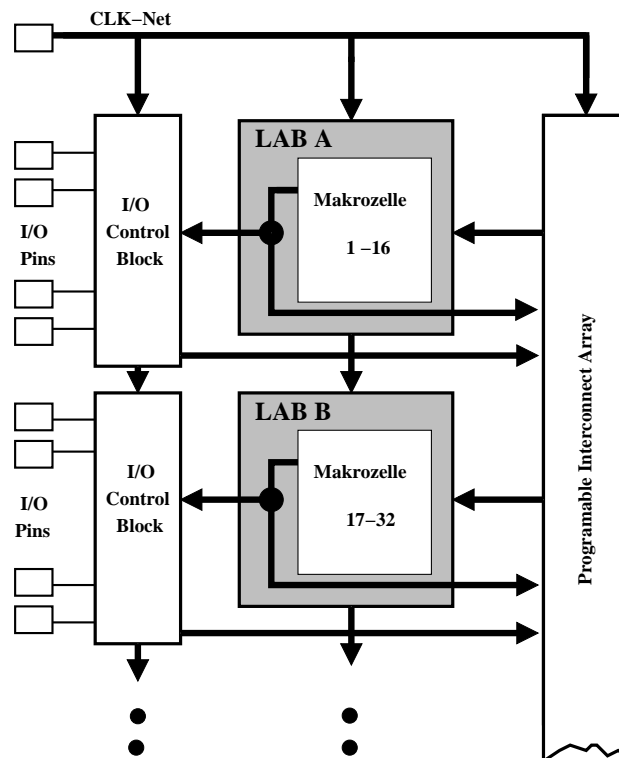 CLK–Net
LAB A
Makrozelle
1 –16
I/O
Control
Block
I/O
Pins
LAB B
Makrozelle
17–32
I/O
Control
Block
I/O
Pins
Programable Interconnect Array